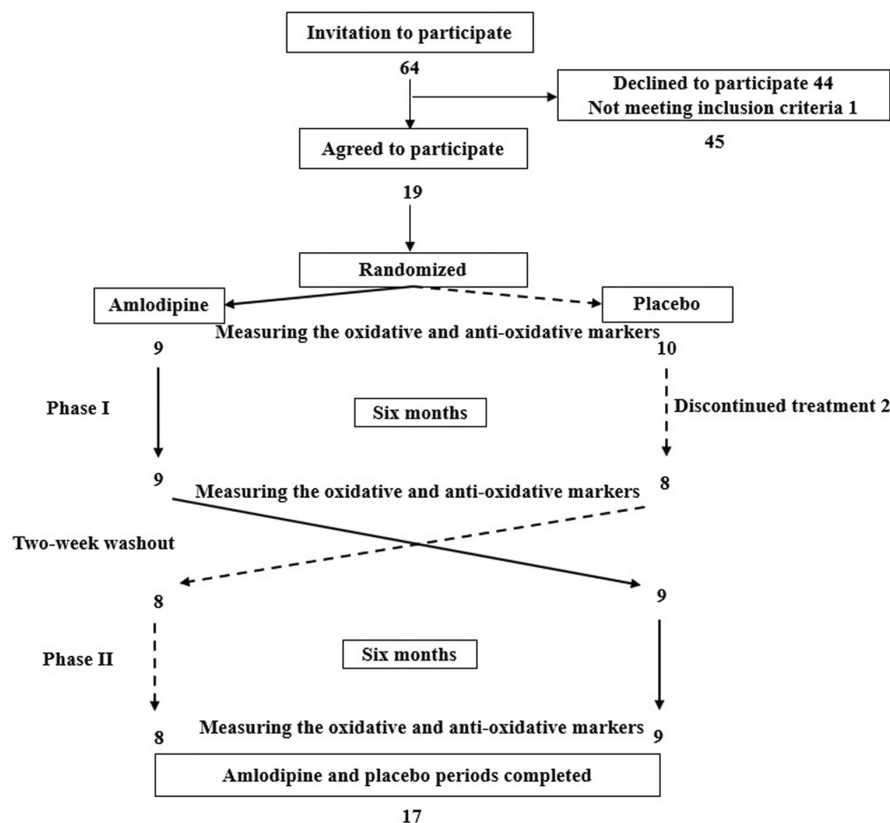 Invitation to participate
64
Declined to participate 44
Not meeting inclusion criteria 1
45
Agreed to participate
19
Randomized
Amlodipine
Placebo
Measuring the oxidative and anti-oxidative markers
9
10
Phase I
Six months
Discontinued treatment 2
9
Measuring the oxidative and anti-oxidative markers
8
Two-week washout
8
9
Phase II
Six months
Measuring the oxidative and anti-oxidative markers
8
9
Amlodipine and placebo periods completed
17